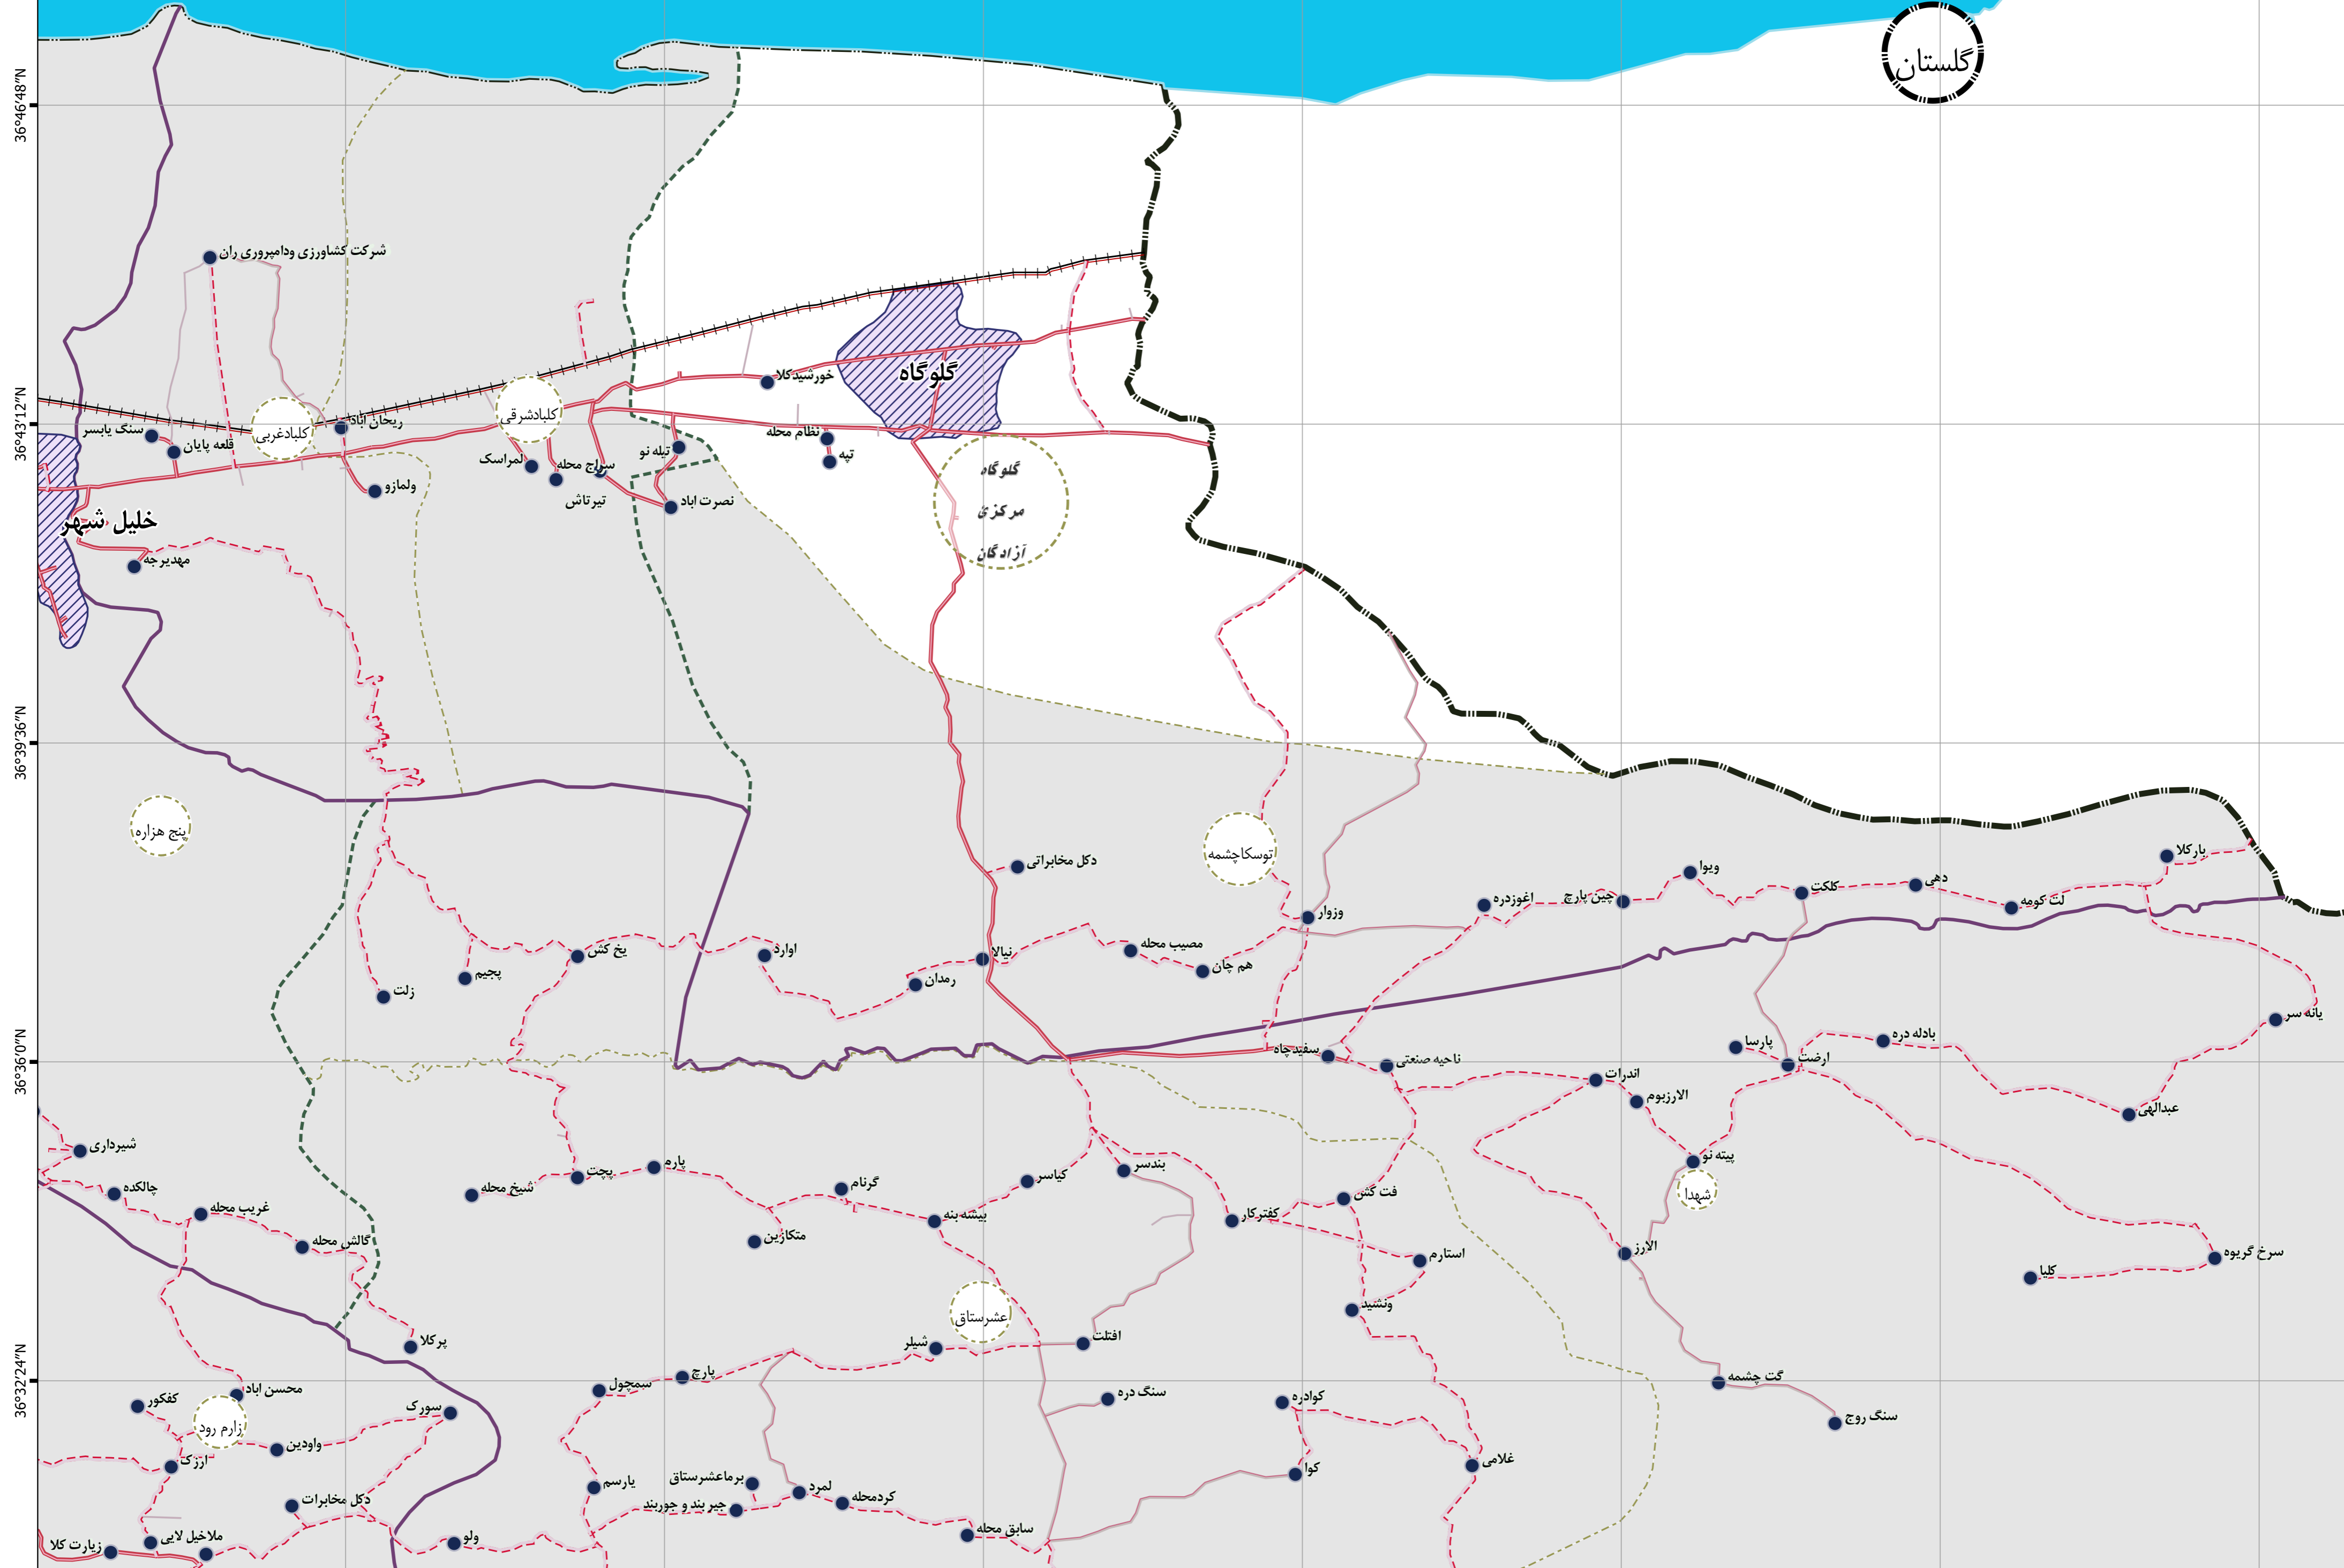 گلستان
36°46'48"N
شرکت کشاورزی ودامپروری ران
خورشیدکلا
گلوگاه
36°43'12"N
کلبادشرقی
کلبادغربی
ریحان آباد
سنگ یابسر
قلعه پایان
نظام محله
تپه
تیله نو
لمراسک
سراج محله
تیرتاش
نصرت اباد
ولمازو
گلوگاه
مرکزی
آزادگان
خلیل شهر
مهدیرجه
36°39'36"N
پنج هزاره
توسکاچشمه
دکل مخابراتی
بارکلا
ویوا
دهی
کلکت
چین پارچ
اغوزدره
لت کومه
وزوار
مصیب محله
هم چان
نیالا
رمدان
اوارد
یخ کش
پجیم
زلت
یانه سر
36°36'0"N
سفیدچاه
ناحیه صنعتی
پارسا
ارضت
بادله دره
اندرات
الارزبوم
عبدالهی
پیته نو
شهدا
شیرداری
چالکده
غریب محله
گالش محله
شیخ محله
پچت
پارم
گرنام
متکازین
بیشه بنه
کیاسر
بندسر
کفترکار
فت کش
استارم
ونشید
الارز
سرخ گریوه
کلیا
عشرستاق
پرکلا
شیلر
افتلت
36°32'24"N
پارچ
سمچول
سنگ دره
کوادره
گت چشمه
سنگ روج
محسن اباد
کفکور
زارم رود
سورک
واودین
ارزک
غلامی
کوا
یارسم
برماعشرستاق
لمرد
جیربند و جوربند
کردمحله
سابق محله
دکل مخابرات
ملاخیل لایی
زیارت کلا
ولو